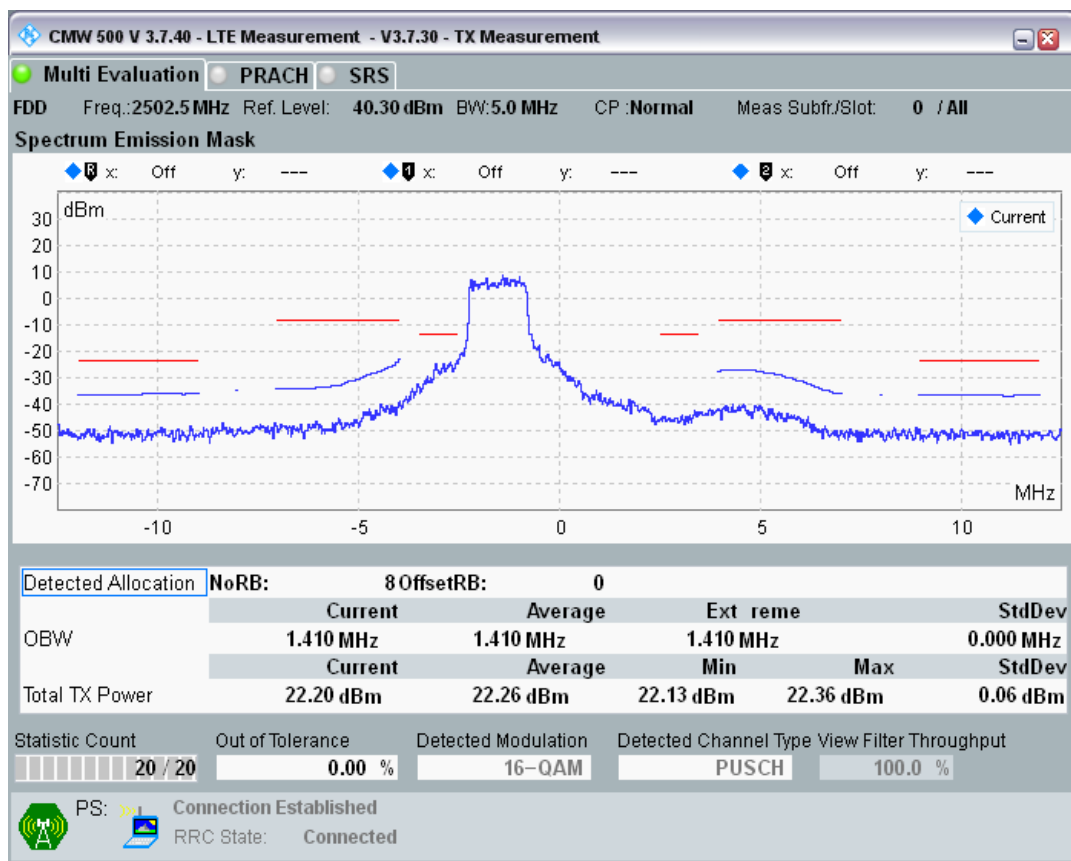 CMW 500 V 3.7.40 - LTE Measurement - V3.7.30 - TX Measurement
Multi Evaluation PRACH SRS
FDD Freq.:2502.5 MHz Ref. Level: 40.30 dBm BW:5.0 MHz CP :Normal Meas Subfr./Slot: 0 / All
Spectrum Emission Mask
R x: Off y: --- 1 x: Off y: --- 2 x: Off y: ---
dBm
Current
30
20
10
0
-10
-20
-30
-40
-50
-60
-70
MHz
-10 -5 0 5 10
Detected Allocation NoRB: 8 OffsetRB: 0
Current Average Ext reme StdDev
OBW 1.410 MHz 1.410 MHz 1.410 MHz 0.000 MHz
Current Average Min Max StdDev
Total TX Power 22.20 dBm 22.26 dBm 22.13 dBm 22.36 dBm 0.06 dBm
Statistic Count Out of Tolerance Detected Modulation Detected Channel Type View Filter Throughput
20 / 20 0.00 % 16-QAM PUSCH 100.0 %
PS: Connection Established
RRC State: Connected